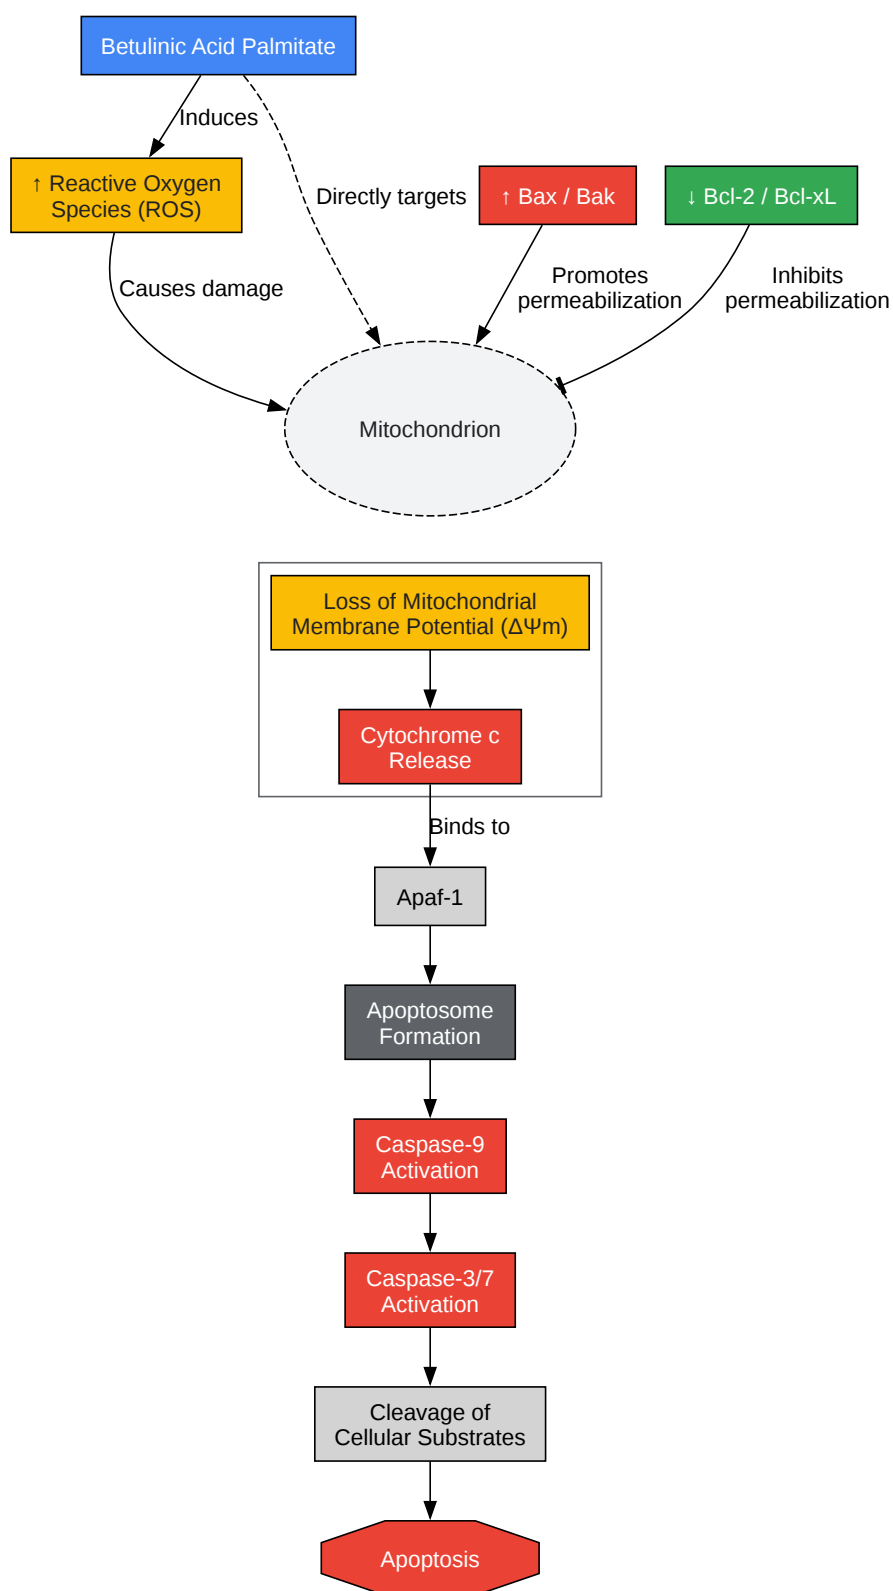 Betulinic Acid Palmitate
Induces
↑ Reactive Oxygen
Species (ROS)
Directly targets
↑ Bax / Bak
↓ Bcl-2 / Bcl-xL
Causes damage
Promotes
permeabilization
Inhibits
permeabilization
Mitochondrion
Loss of Mitochondrial
Membrane Potential (ΔΨm)
Cytochrome c
Release
Binds to
Apaf-1
Apoptosome
Formation
Caspase-9
Activation
Caspase-3/7
Activation
Cleavage of
Cellular Substrates
Apoptosis